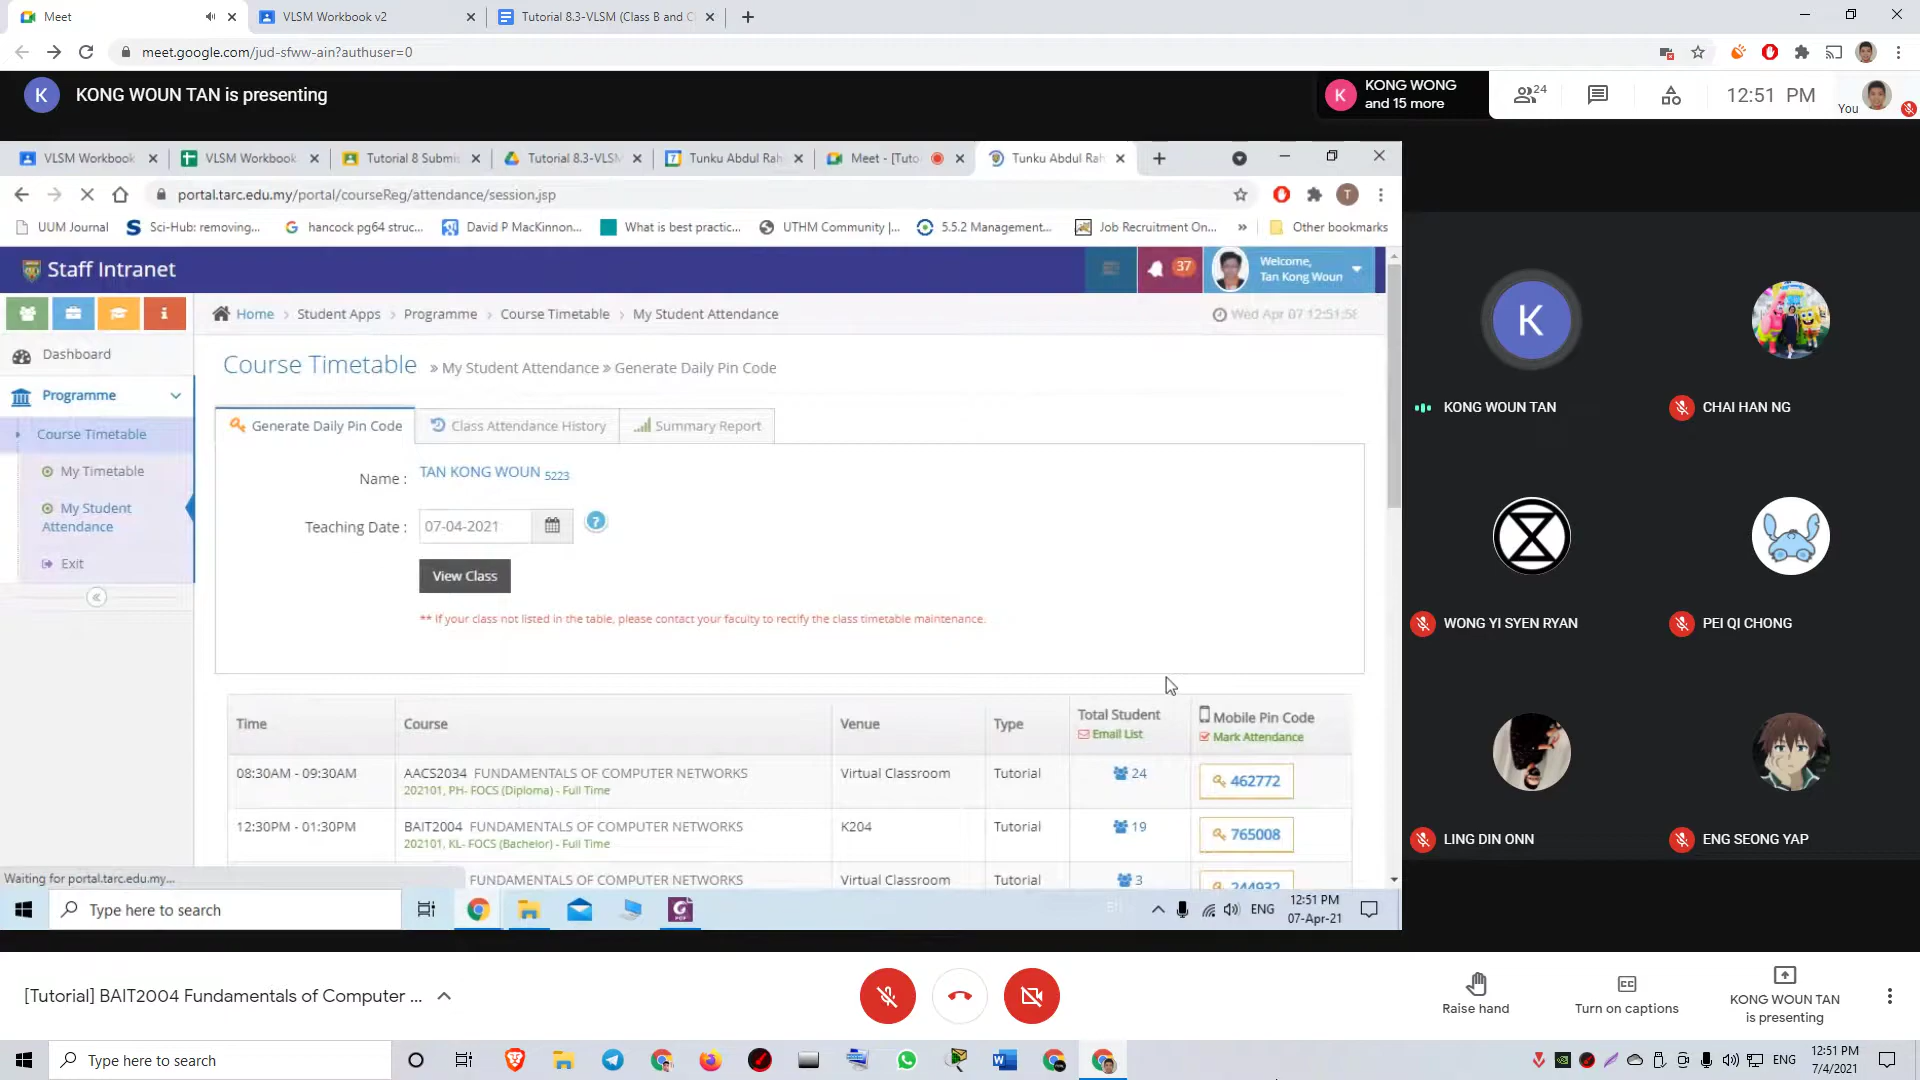 Meet
VLSM Workbook v2
Tutorial 8.3-VLSM (Class B and C
meet.google.com/jud-sfww-ain?authuser=0
K
KONG WOUN TAN is presenting
K
KONG WONG
and 15 more
24
12:51 PM
You
VLSM Workbook
VLSM Workbook
Tutorial 8 Submis
Tutorial 8.3-VLSM
Tunku Abdul Rah
Meet - [Tuto
Tunku Abdul Rah
portal.tarc.edu.my/portal/courseReg/attendance/session.jsp
T
UUM Journal
Sci-Hub: removing...
hancock pg64 struc...
David P MacKinnon...
What is best practic...
UTHM Community |...
5.5.2 Management...
Job Recruitment On...
»
Other bookmarks
Staff Intranet
37
Welcome,
Tan Kong Woun
Home › Student Apps › Programme › Course Timetable › My Student Attendance
Wed Apr 07 12:51:58
Dashboard
Programme
Course Timetable
My Timetable
My Student
Attendance
Exit
Course Timetable » My Student Attendance » Generate Daily Pin Code
Generate Daily Pin Code
Class Attendance History
Summary Report
Name : TAN KONG WOUN 5223
Teaching Date : 07-04-2021
View Class
** If your class not listed in the table, please contact your faculty to rectify the class timetable maintenance.
Time
Course
Venue
Type
Total Student
Email List
Mobile Pin Code
Mark Attendance
08:30AM - 09:30AM
AACS2034 FUNDAMENTALS OF COMPUTER NETWORKS
202101, PH- FOCS (Diploma) - Full Time
Virtual Classroom
Tutorial
24
462772
12:30PM - 01:30PM
BAIT2004 FUNDAMENTALS OF COMPUTER NETWORKS
202101, KL- FOCS (Bachelor) - Full Time
K204
Tutorial
19
765008
FUNDAMENTALS OF COMPUTER NETWORKS
Virtual Classroom
Tutorial
3
244932
Waiting for portal.tarc.edu.my...
Type here to search
ENG
12:51 PM
07-Apr-21
K
KONG WOUN TAN
CHAI HAN NG
WONG YI SYEN RYAN
PEI QI CHONG
LING DIN ONN
ENG SEONG YAP
[Tutorial] BAIT2004 Fundamentals of Computer ...
Raise hand
Turn on captions
KONG WOUN TAN
is presenting
Type here to search
ENG
12:51 PM
7/4/2021